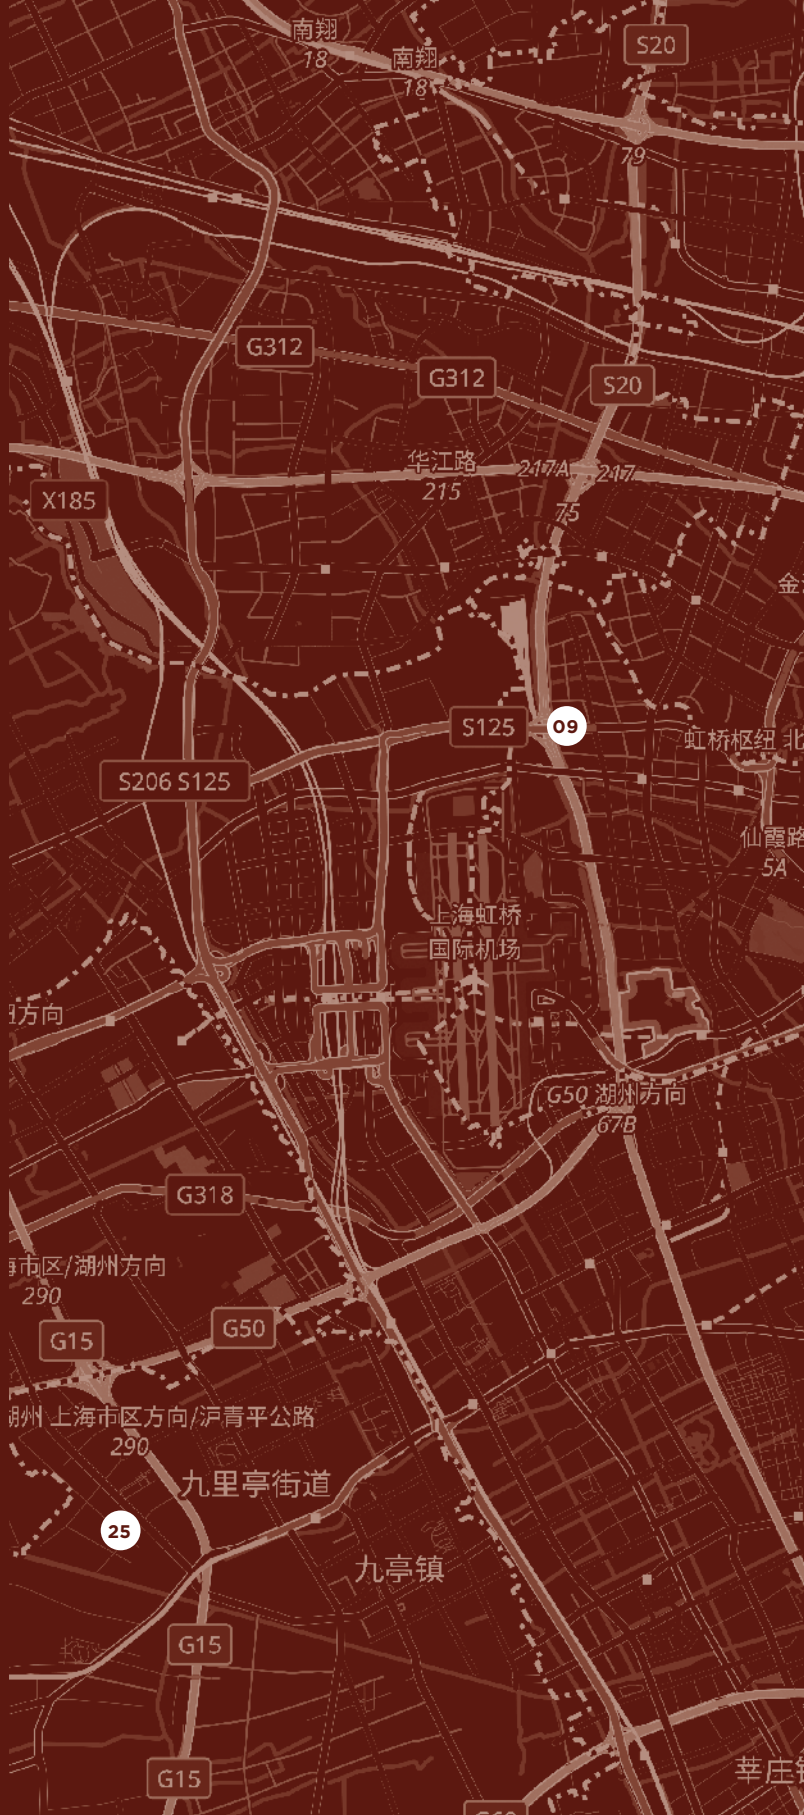 南翔
18
南翔
18
S20
79
G312
G312
S20
华江路
215
217A
217
75
X185
金
S125
09
虹桥枢纽 北
S206 S125
仙霞路
5A
上海虹桥
国际机场
方向
G50 湖州方向
67B
G318
市区/湖州方向
290
G15
G50
州 上海市区方向/沪青平公路
290
九里亭街道
25
九亭镇
G15
G15
莘庄镇